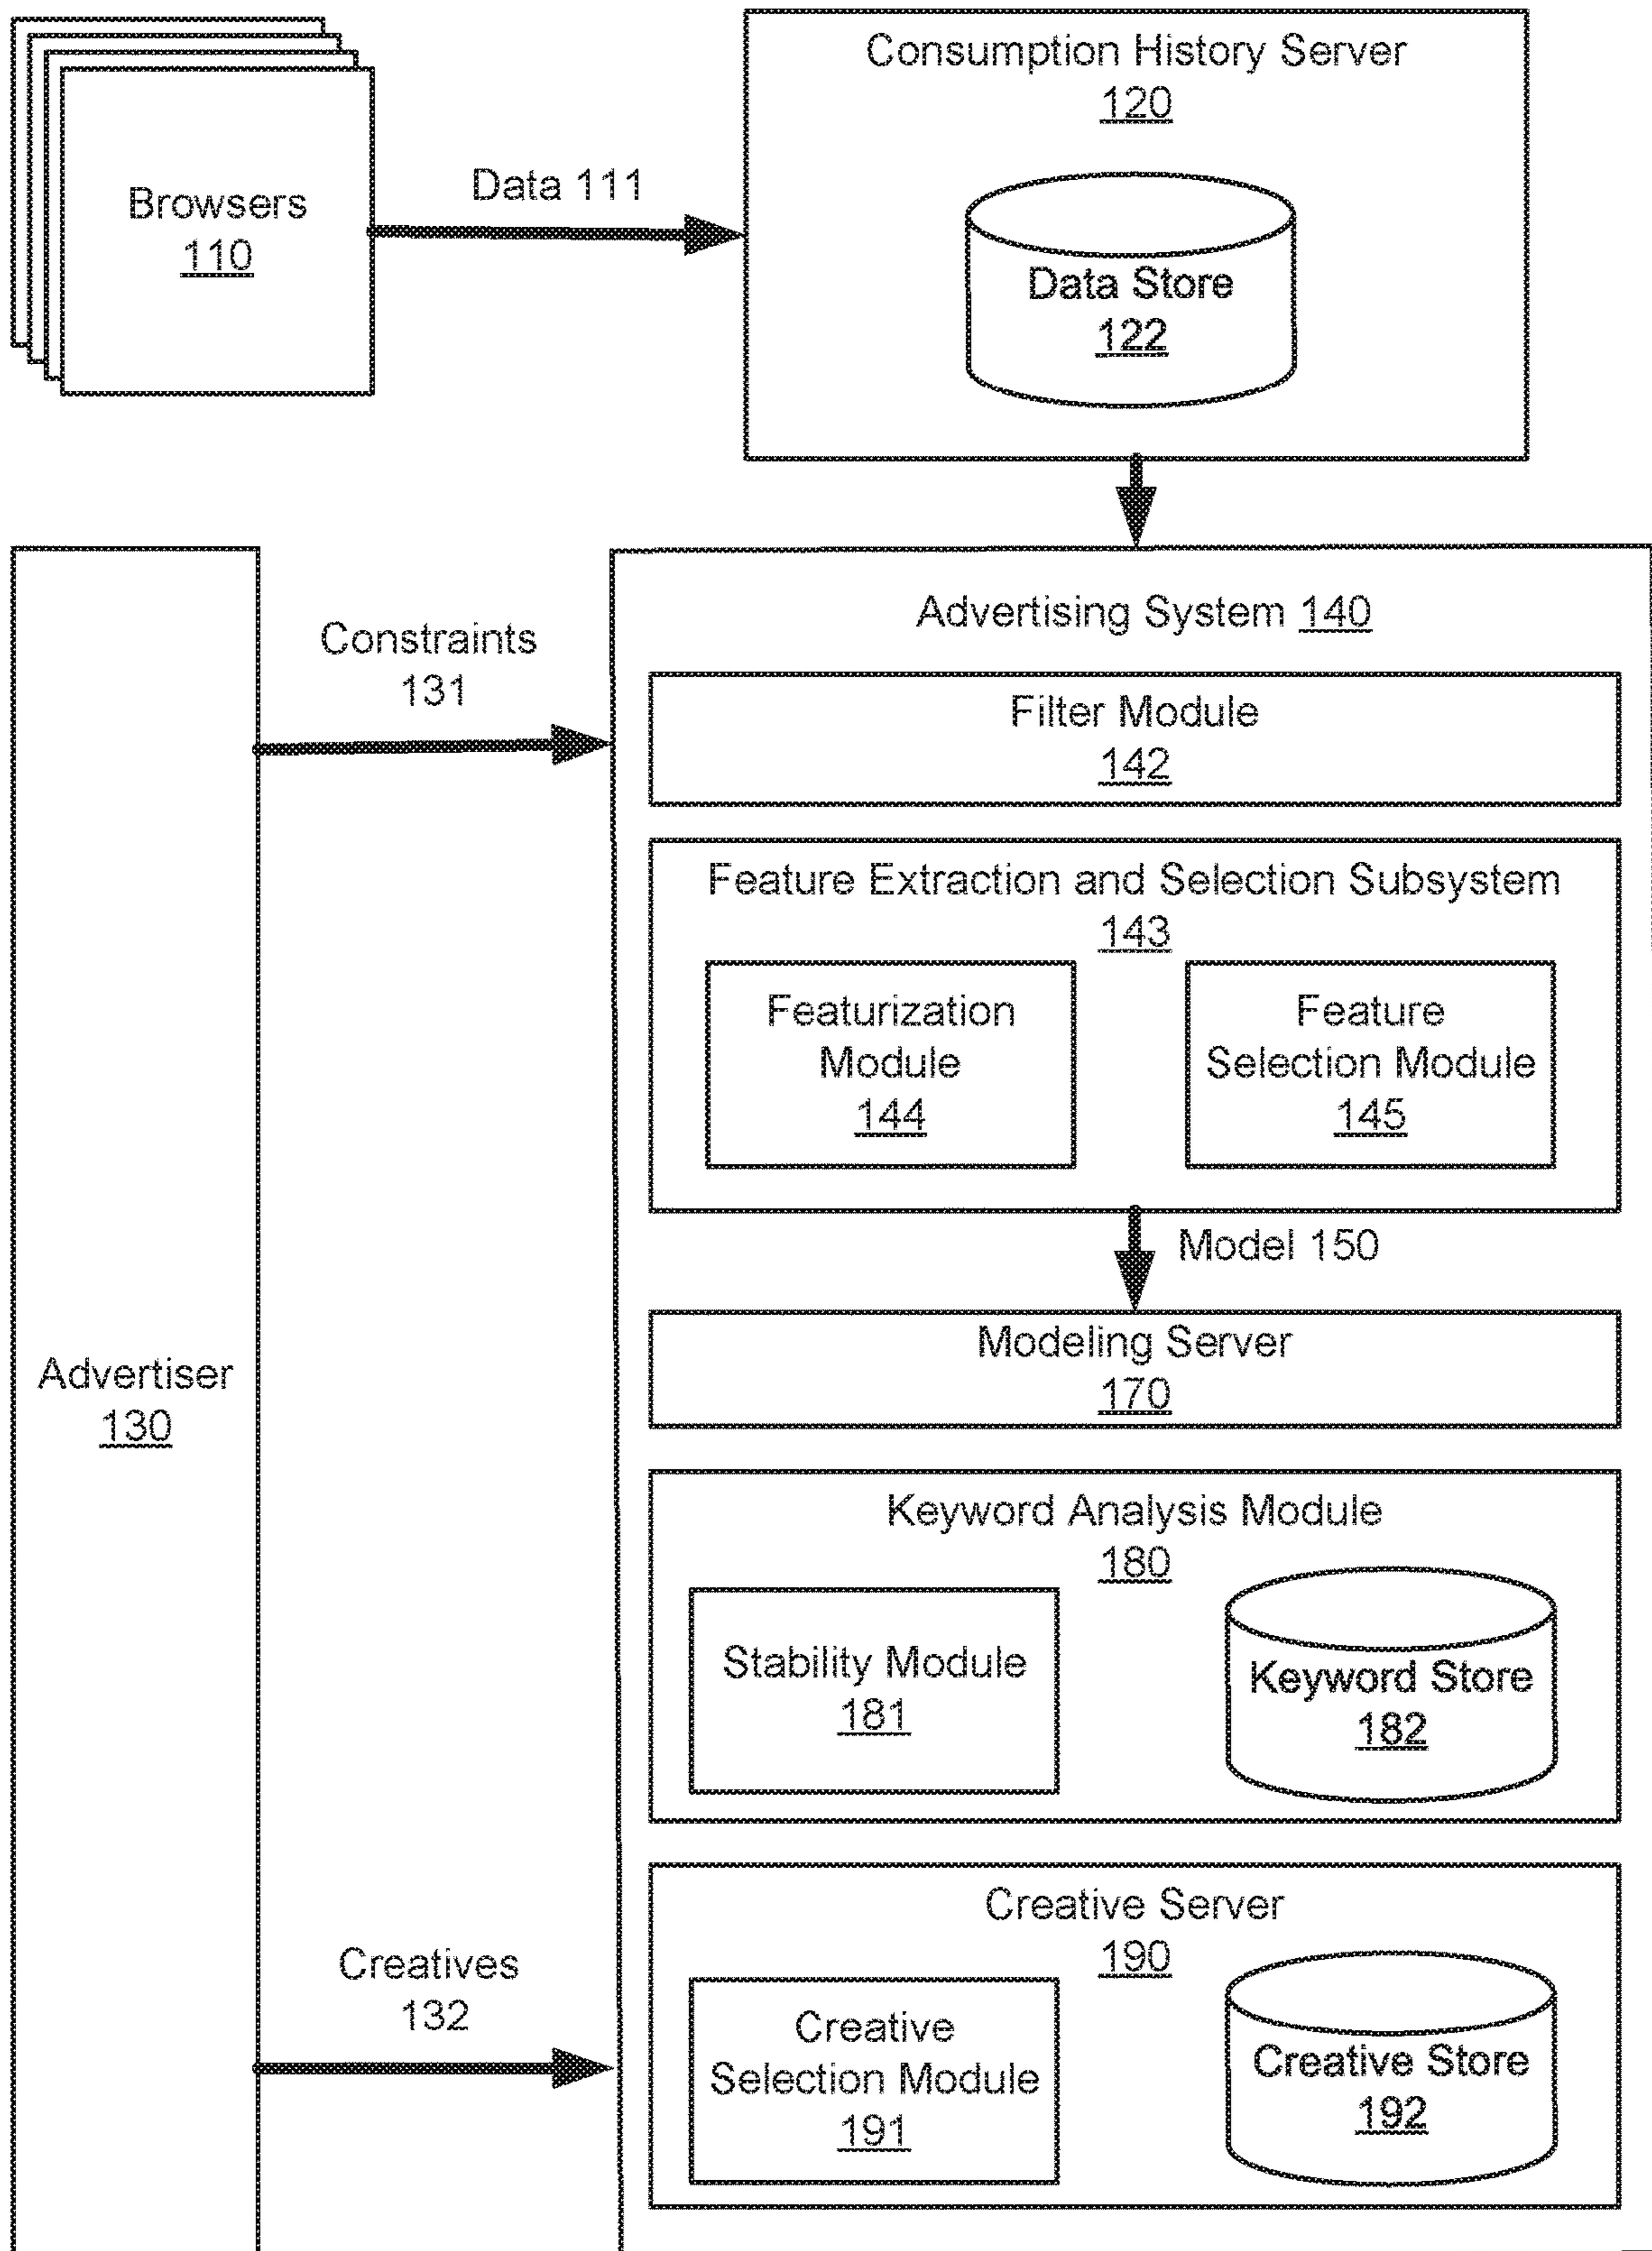 Consumption History Server
120
Data 111
Browsers
110
Data Store
122
Advertising System 140
Constraints
131
Filter Module
142
Feature Extraction and Selection Subsystem
143
Featurization
Module
144
Feature
Selection Module
145
Model 150
Modeling Server
170
Advertiser
130
Keyword Analysis Module
180
Stability Module
181
Keyword Store
182
Creative Server
190
Creatives
132
Creative
Selection Module
191
Creative Store
192